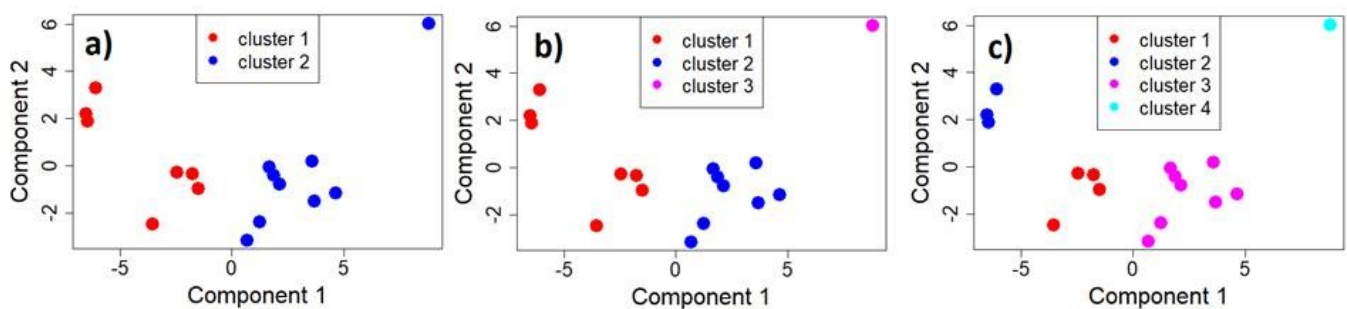 a)
cluster 1
cluster 2
Component 2
6
4
2
0
-2
-5
0
5
Component 1
b)
cluster 1
cluster 2
cluster 3
Component 2
6
4
2
0
-2
-5
0
5
Component 1
c)
cluster 1
cluster 2
cluster 3
cluster 4
Component 2
6
4
2
0
-2
-5
0
5
Component 1